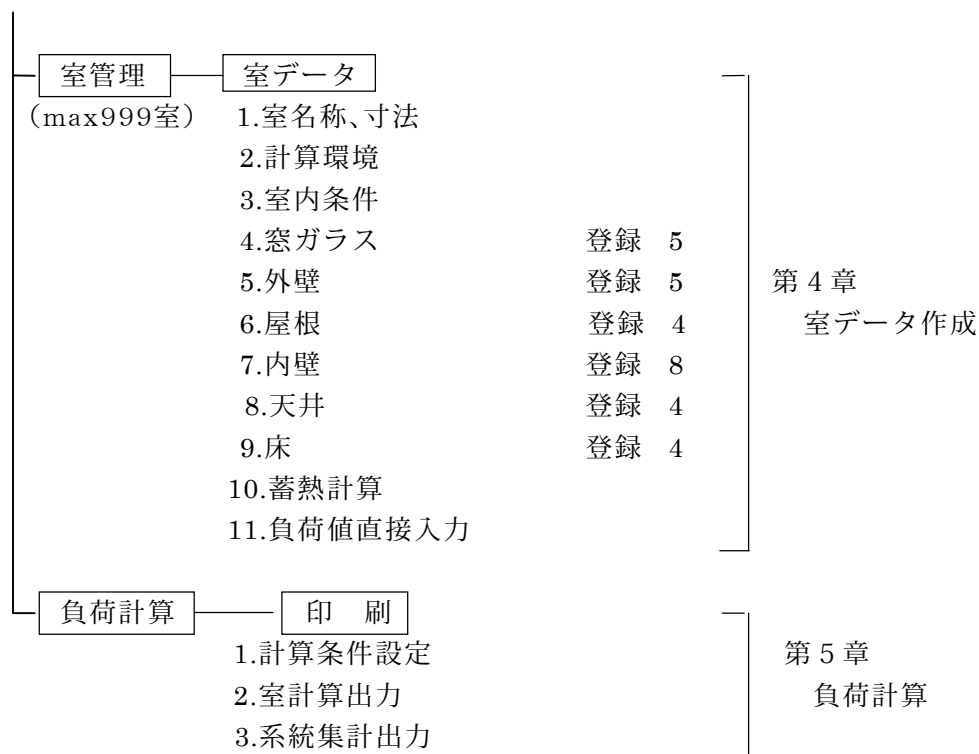 室管理 室データ
(max999室) 1.室名称、寸法
2.計算環境
3.室内条件
4.窓ガラス 登録 5
5.外壁 登録 5 第4章
6.屋根 登録 4 室データ作成
7.内壁 登録 8
8.天井 登録 4
9.床 登録 4
10.蓄熱計算
11.負荷値直接入力
負荷計算 印 刷
1.計算条件設定 第5章
2.室計算出力 負荷計算
3.系統集計出力